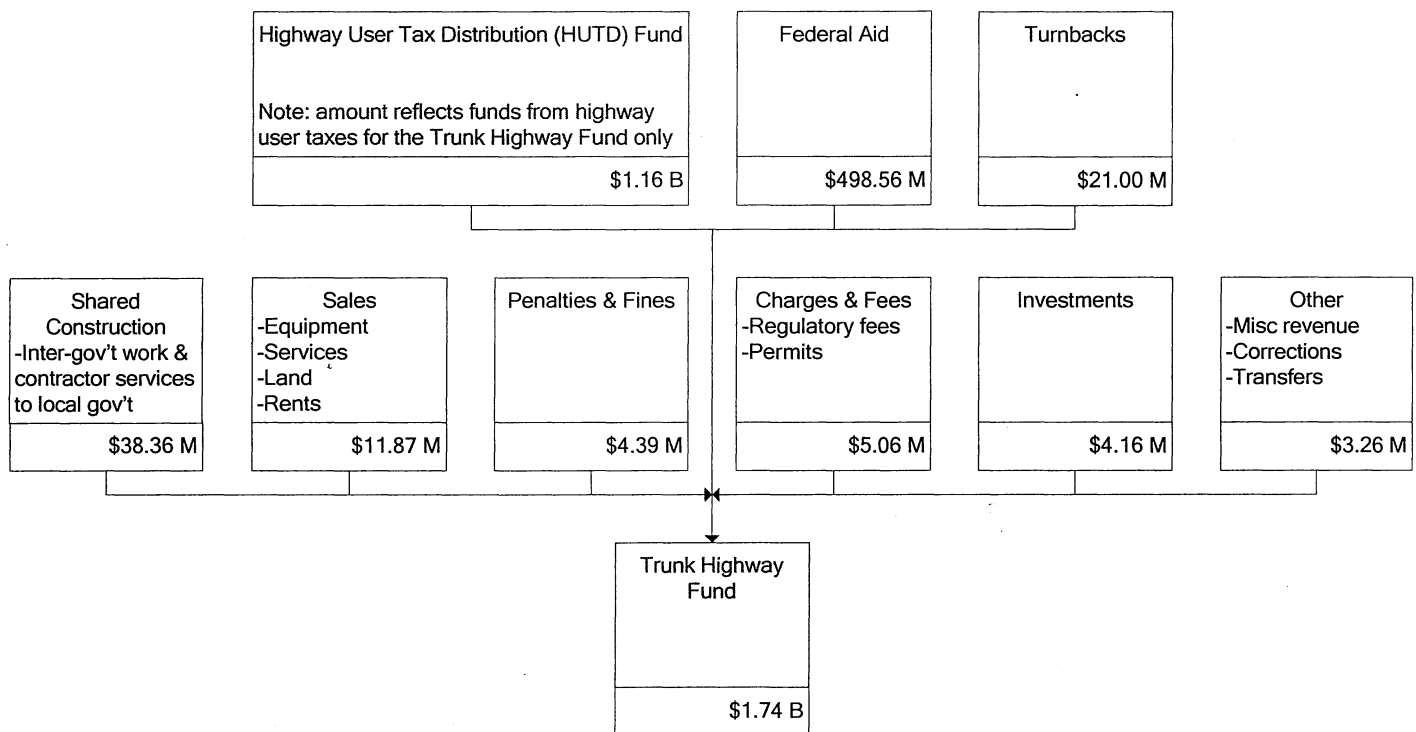 Highway User Tax Distribution (HUTD) Fund
Note: amount reflects funds from highway
user taxes for the Trunk Highway Fund only
$1.16 B
Federal Aid
$498.56 M
Turnbacks
$21.00 M
Shared
Construction
-Inter-gov't work &
contractor services
to local gov't
$38.36 M
Sales
-Equipment
-Services
-Land
-Rents
$11.87 M
Penalties & Fines
$4.39 M
Charges & Fees
-Regulatory fees
-Permits
$5.06 M
Investments
$4.16 M
Other
-Misc revenue
-Corrections
-Transfers
$3.26 M
Trunk Highway
Fund
$1.74 B